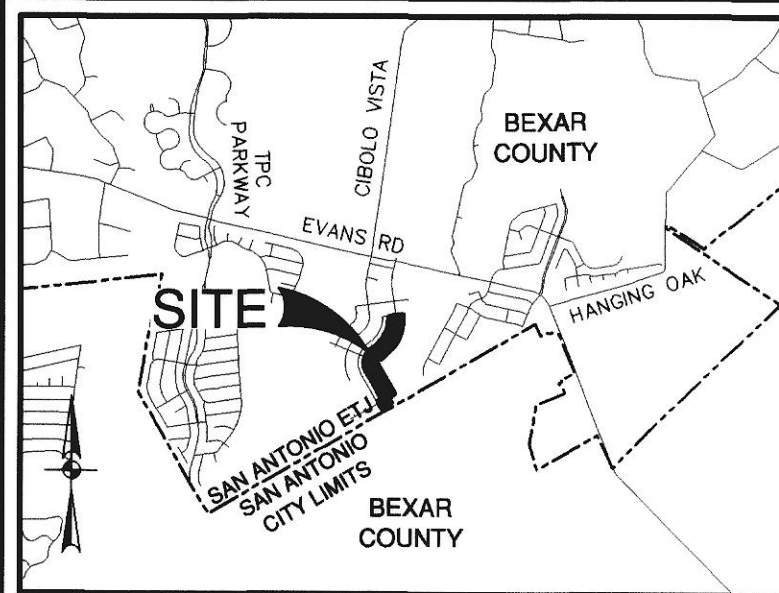 BEXAR
COUNTY
TPC
PARKWAY
CIBOLO VISTA
EVANS RD
SITE
HANGING OAK
SAN ANTONIO ETJ
SAN ANTONIO
CITY LIMITS
BEXAR
COUNTY